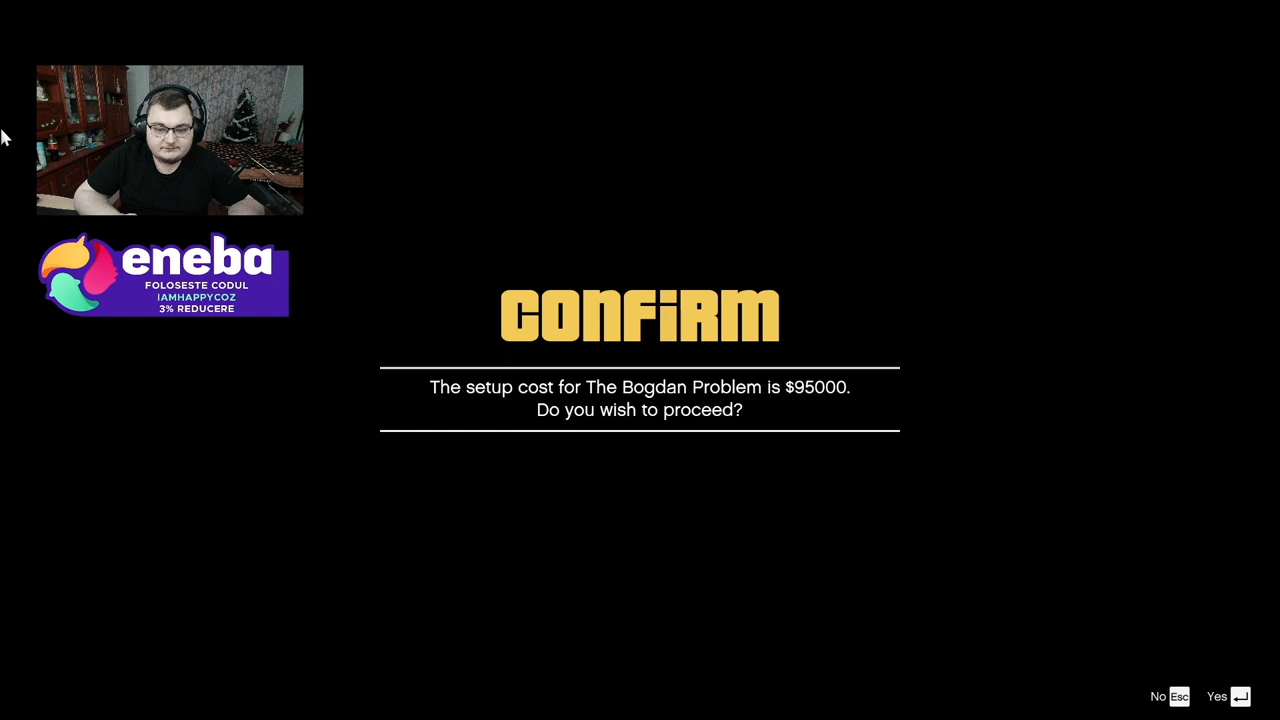 eneba
FOLOSESTE CODUL
IAMHAPPYCOZ
3% REDUCERE
CONFIRM
The setup cost for The Bogdan Problem is $95000.
Do you wish to proceed?
No Esc Yes